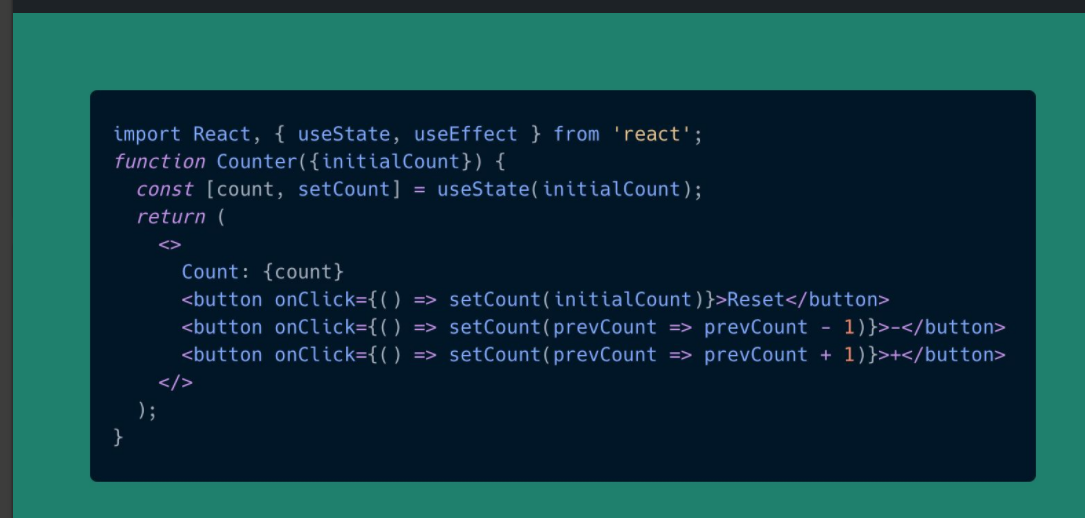 import React, { useState, useEffect } from 'react';
function Counter({initialCount}) {
  const [count, setCount] = useState(initialCount);
  return (
    <>
      Count: {count}
      <button onClick={() => setCount(initialCount)}>Reset</button>
      <button onClick={() => setCount(prevCount => prevCount - 1)}>-</button>
      <button onClick={() => setCount(prevCount => prevCount + 1)}>+</button>
    </>
  );
}